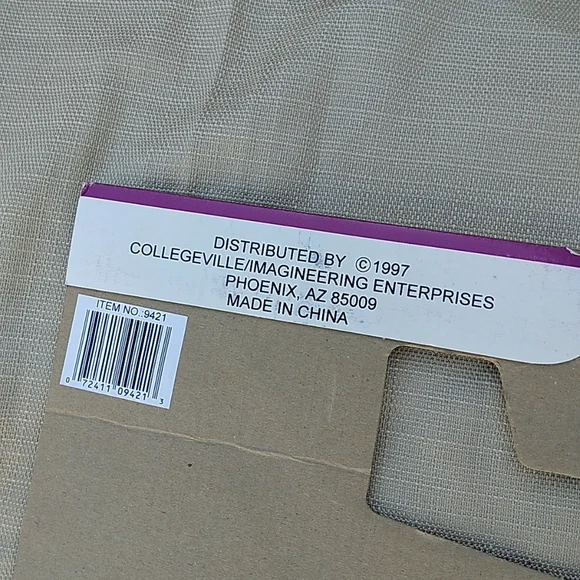 DISTRIBUTED BY ©1997
COLLEGEVILLE/IMAGINEERING ENTERPRISES
PHOENIX, AZ 85009
MADE IN CHINA
ITEM NO.:9421
0 72411 09421 3